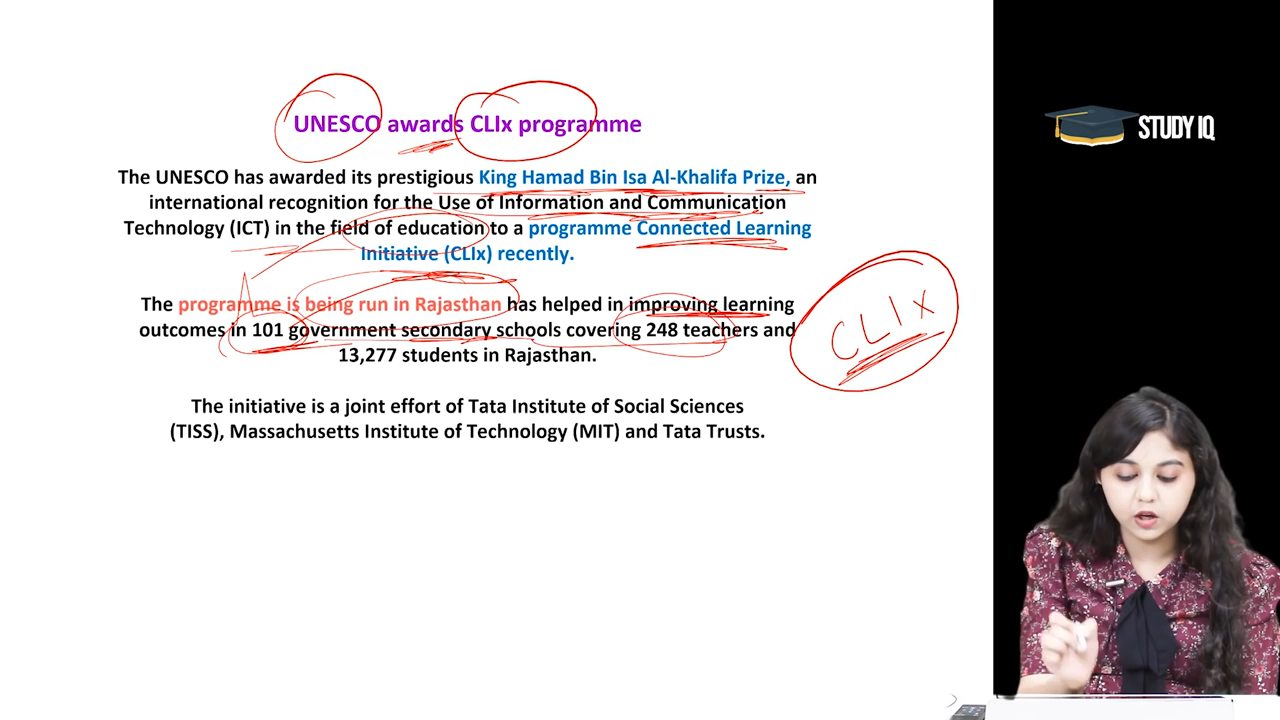 UNESCO awards CLIx programme
The UNESCO has awarded its prestigious King Hamad Bin Isa Al-Khalifa Prize, an
international recognition for the Use of Information and Communication
Technology (ICT) in the field of education to a programme Connected Learning
Initiative (CLIx) recently.
The programme is being run in Rajasthan has helped in improving learning
outcomes in 101 government secondary schools covering 248 teachers and
13,277 students in Rajasthan.
The initiative is a joint effort of Tata Institute of Social Sciences
(TISS), Massachusetts Institute of Technology (MIT) and Tata Trusts.
CLIx
STUDY IQ